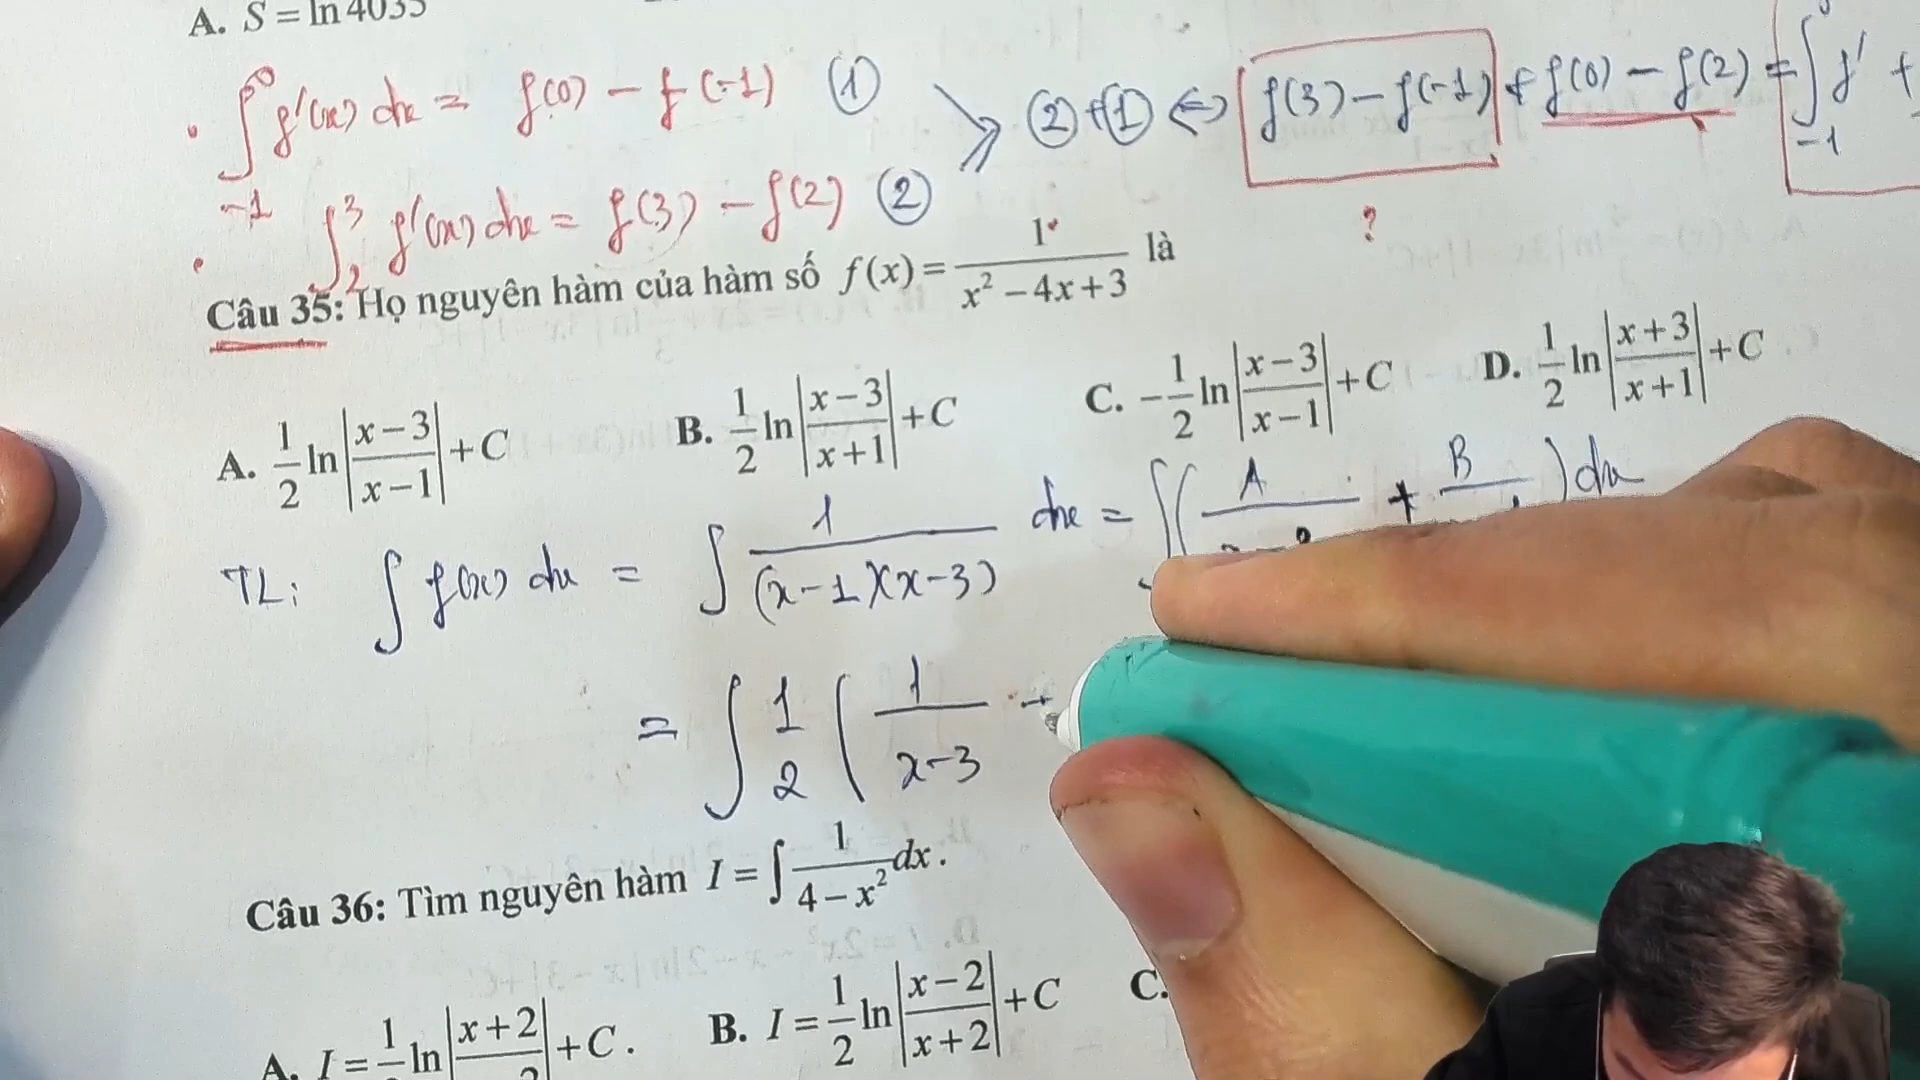 A. S = ln 4035
∫₋₁⁰ f'(x) dx = f(0) − f(−1) ①
② + ① ⇔ f(3) − f(−1) + f(0) − f(2) = ∫₋₁⁰ f' +
∫₂³ f'(x) dx = f(3) − f(2) ②
?
Câu 35: Họ nguyên hàm của hàm số f(x) = 1/(x² − 4x + 3) là
A. 1/2 ln|(x − 3)/(x − 1)| + C B. 1/2 ln|(x − 3)/(x + 1)| + C C. −1/2 ln|(x − 3)/(x − 1)| + C D. 1/2 ln|(x + 3)/(x + 1)| + C
TL: ∫ f(x) dx = ∫ 1/((x − 1)(x − 3)) dx = ∫( A + B ) dx
= ∫ 1/2 ( 1/(x − 3)
Câu 36: Tìm nguyên hàm I = ∫ 1/(4 − x²) dx.
A. I = ln|x + 2| + C. B. I = 1/2 ln|(x − 2)/(x + 2)| + C C.